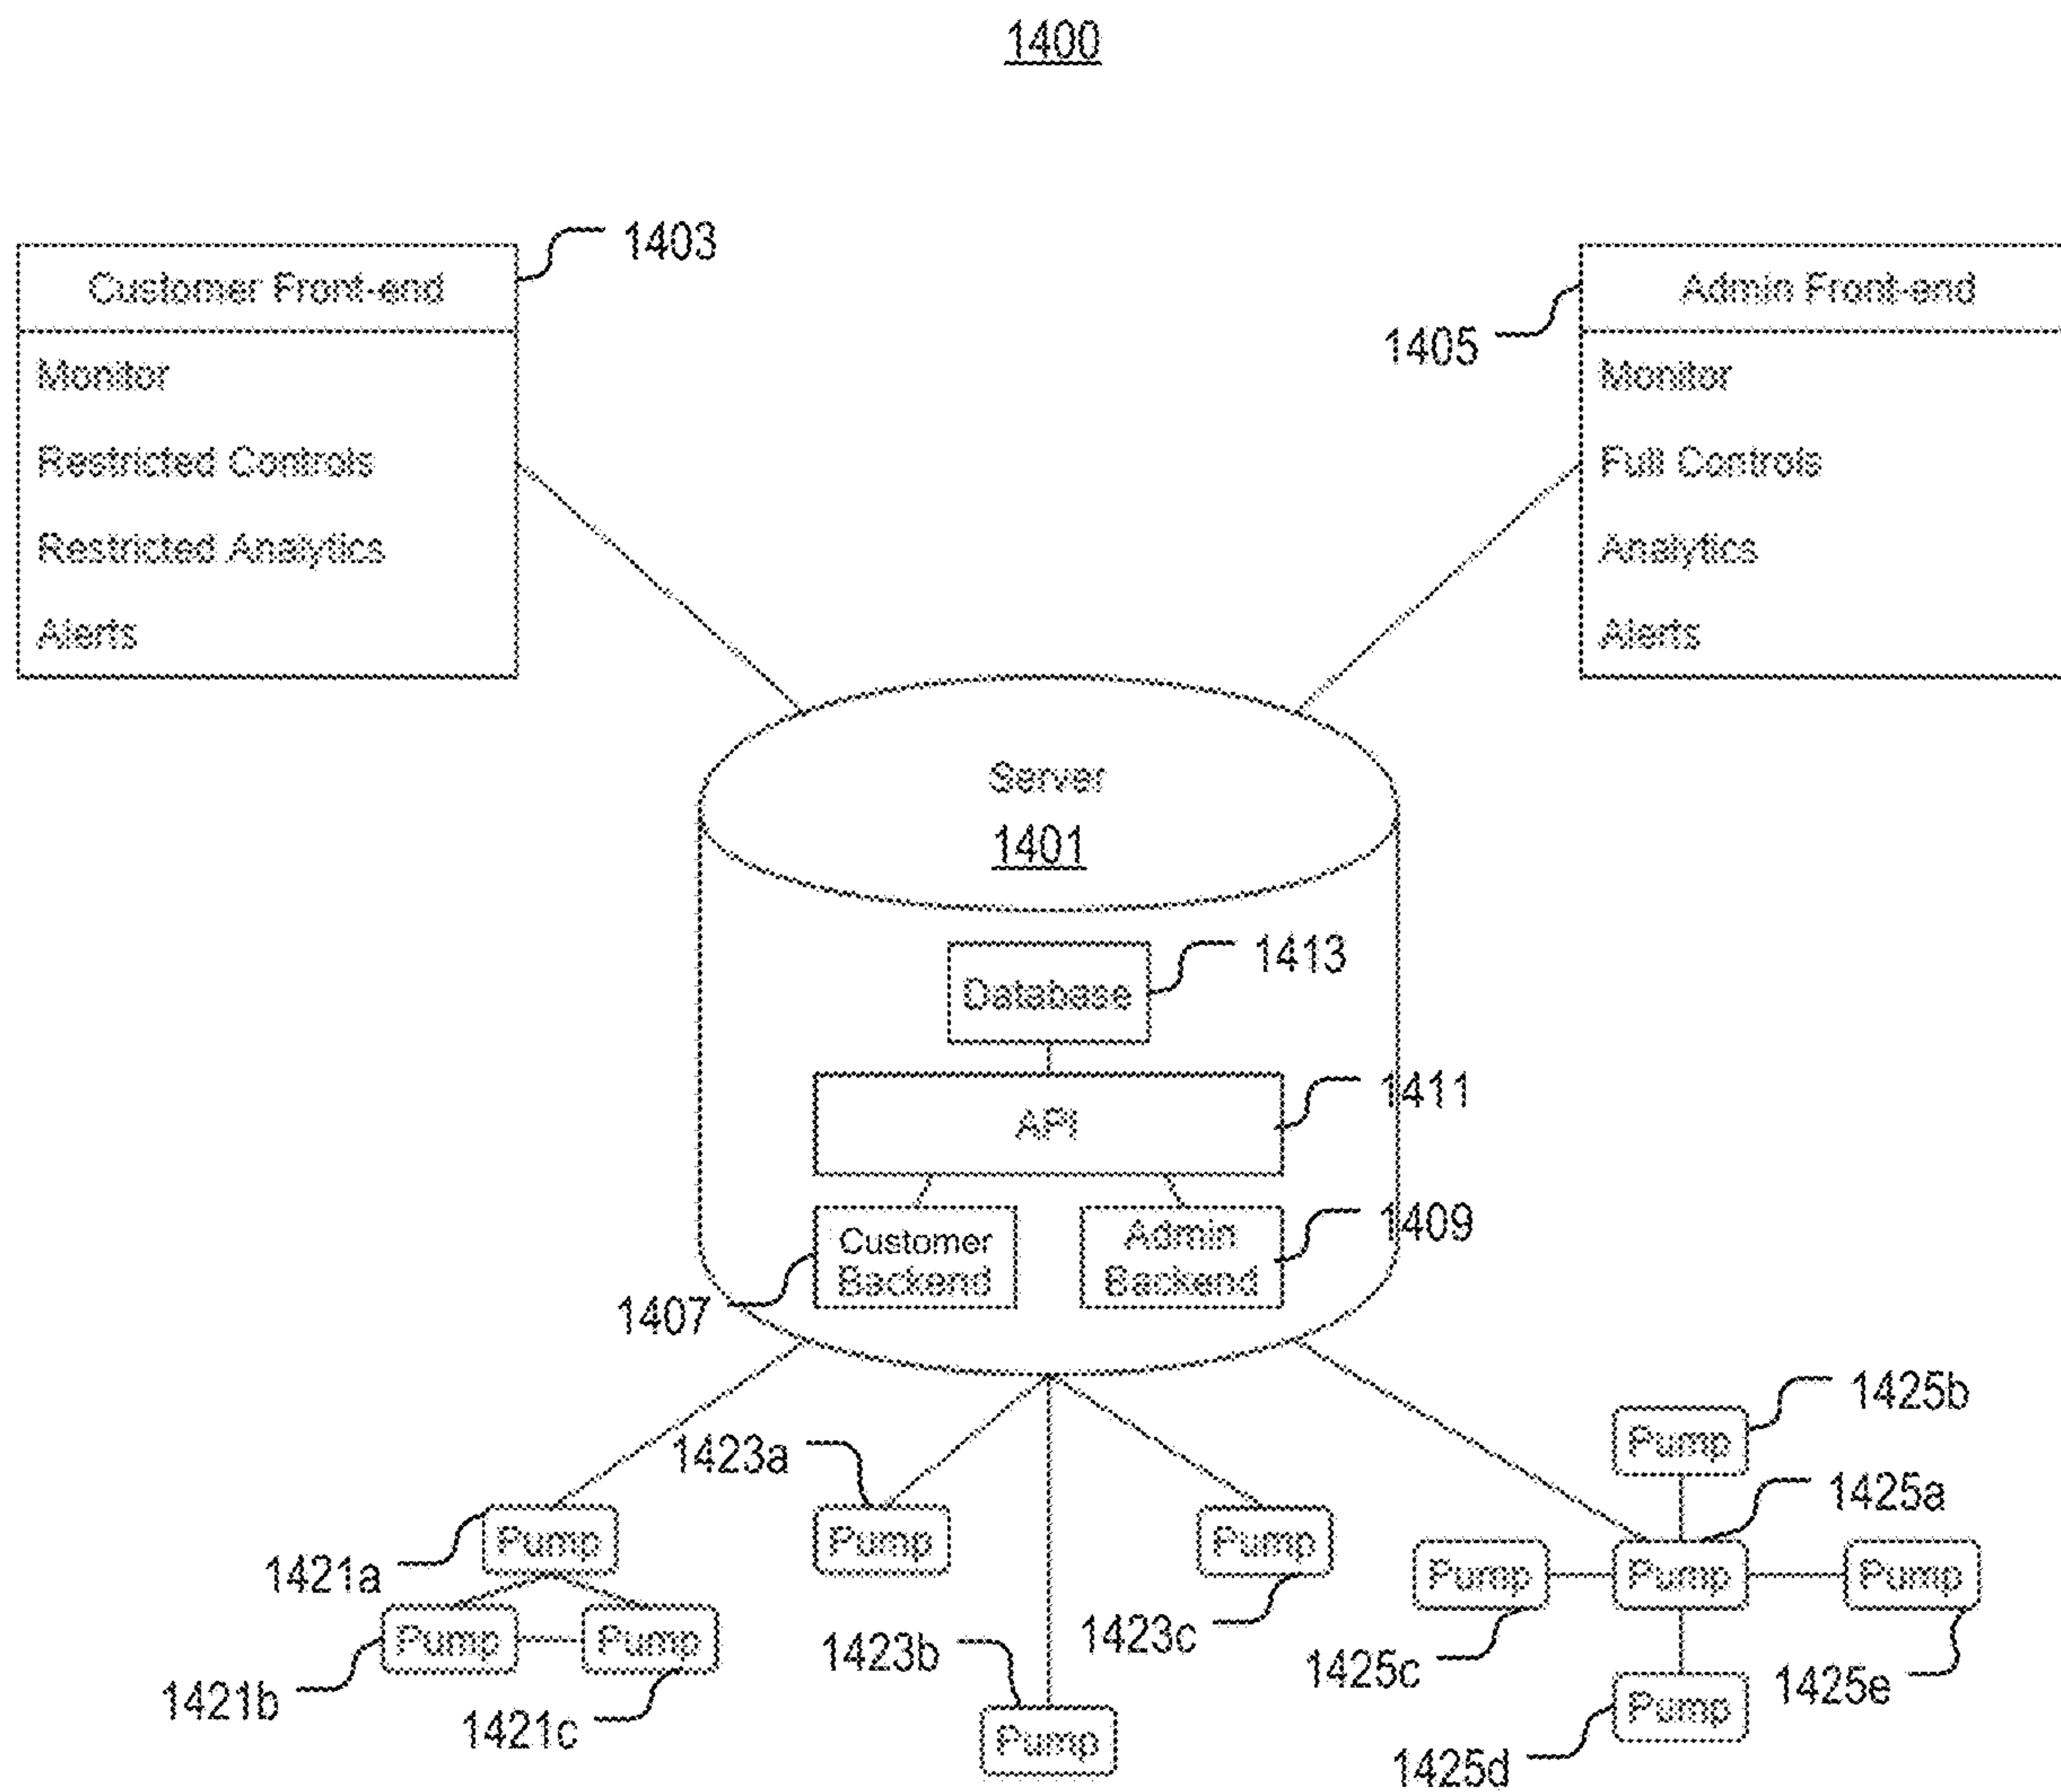 1400
1403
Customer Front-end
Monitor
Restricted Controls
Restricted Analytics
Alerts
1405
Admin Front-end
Monitor
Full Controls
Analytics
Alerts
Server
1401
1413
Database
1411
API
1409
Customer
Backend
Admin
Backend
1407
1425b
Pump
1423a
1425a
Pump
1421a
Pump
Pump
1423c
Pump
1425c
Pump
Pump
1425e
1421b
Pump
Pump
1421c
1423b
Pump
Pump
1425d